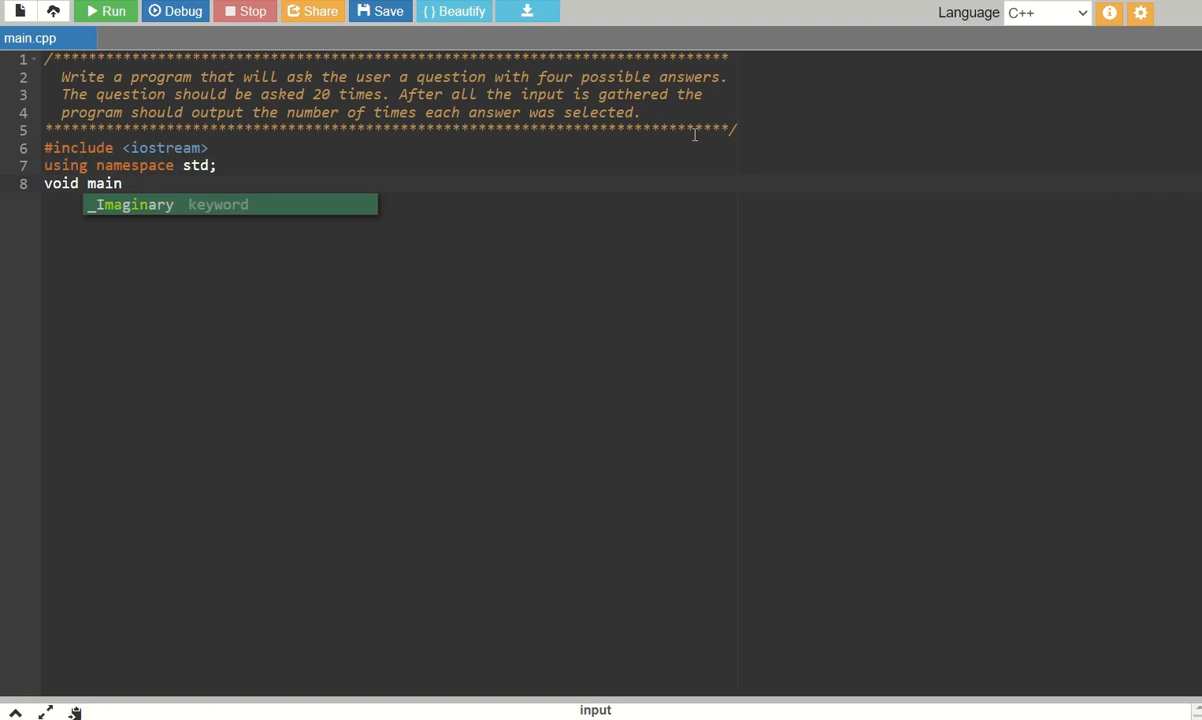 Run Debug Stop Share Save { } Beautify Language C++
main.cpp
1 /******************************************************************************
2 Write a program that will ask the user a question with four possible answers.
3 The question should be asked 20 times. After all the input is gathered the
4 program should output the number of times each answer was selected.
5 *******************************************************************************/
6 #include <iostream>
7 using namespace std;
8 void main
_Imaginary keyword
input